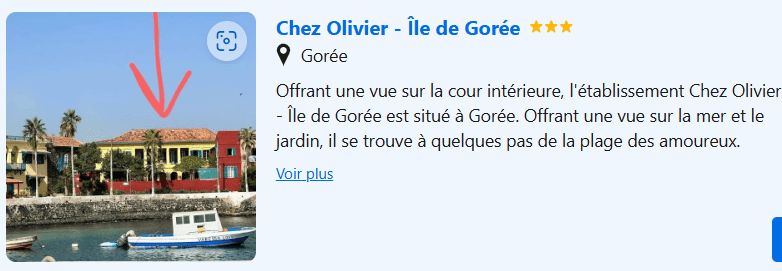 Chez Olivier - Île de Gorée
Gorée
Offrant une vue sur la cour intérieure, l'établissement Chez Olivier
- Île de Gorée est situé à Gorée. Offrant une vue sur la mer et le
jardin, il se trouve à quelques pas de la plage des amoureux.
Voir plus